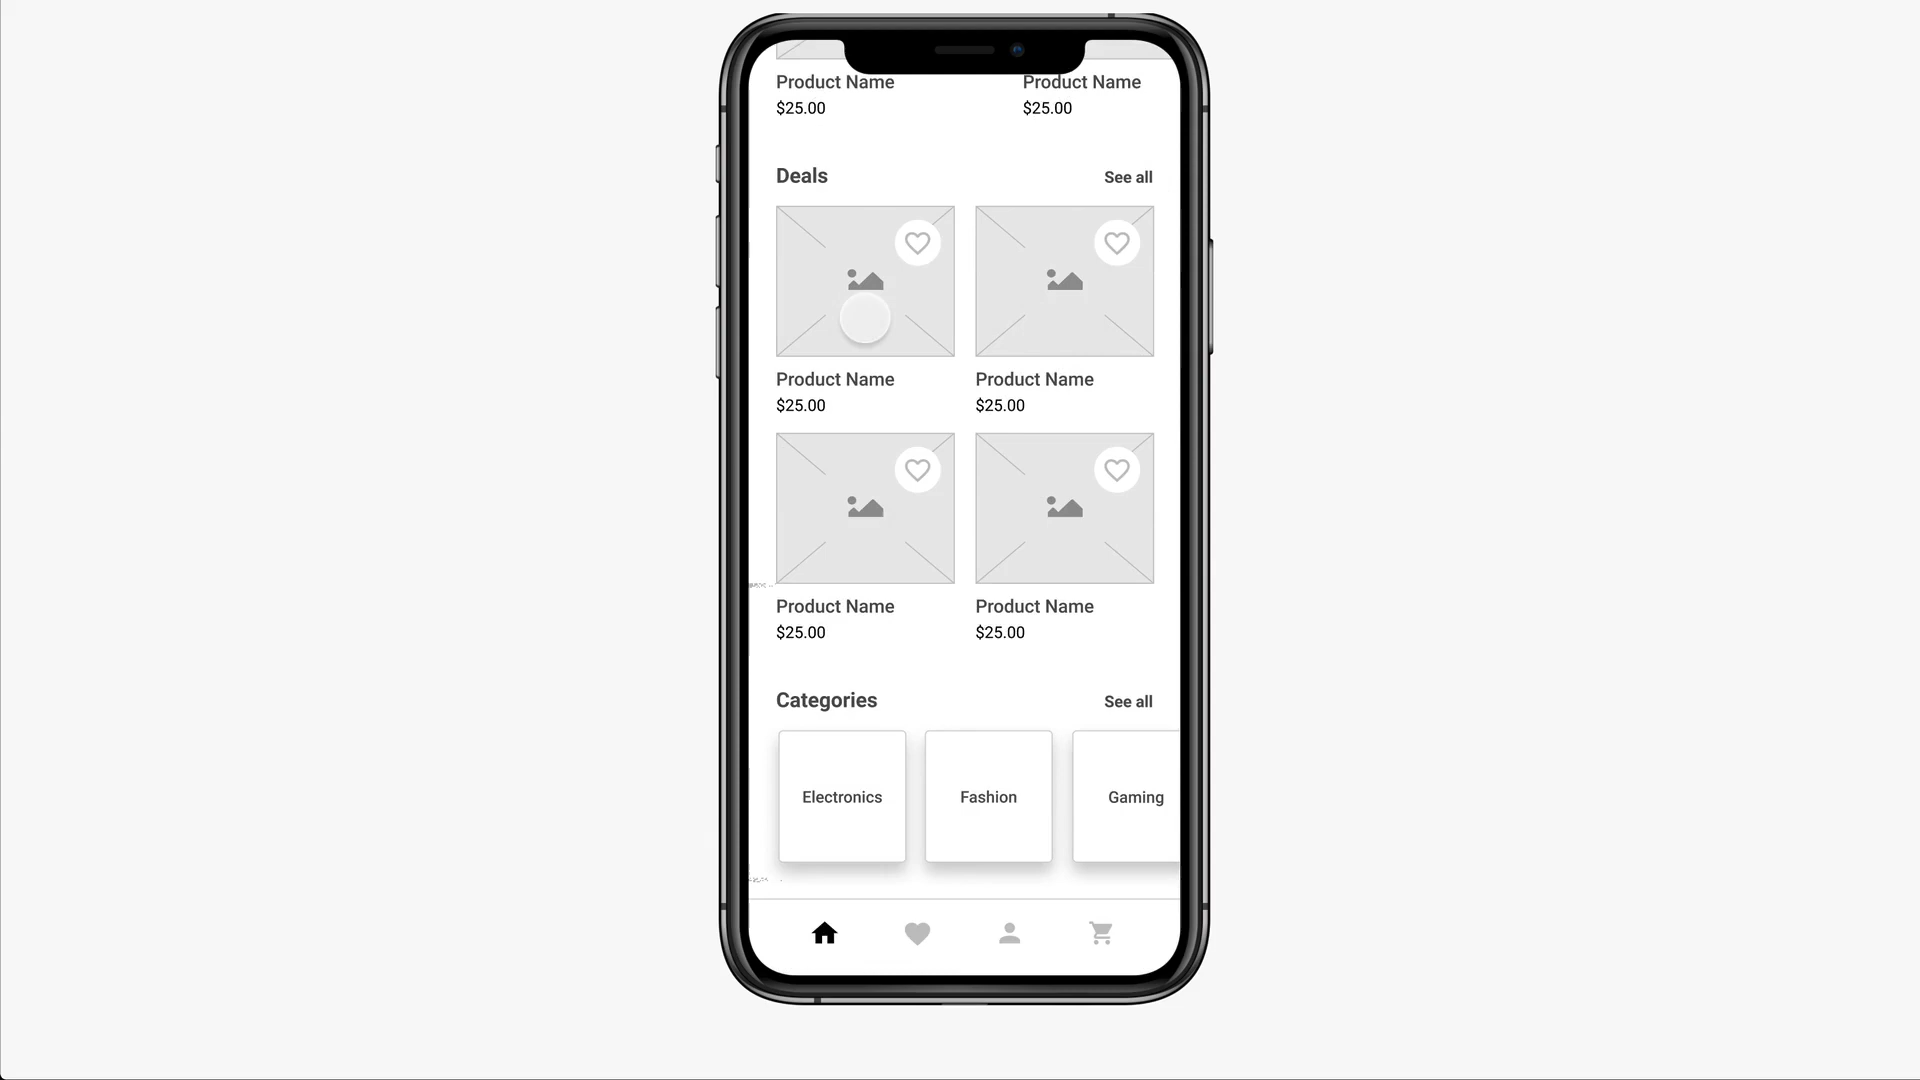 Product Name Product Name
$25.00 $25.00
Deals See all
Product Name Product Name
$25.00 $25.00
Product Name Product Name
$25.00 $25.00
Categories See all
Electronics Fashion Gaming